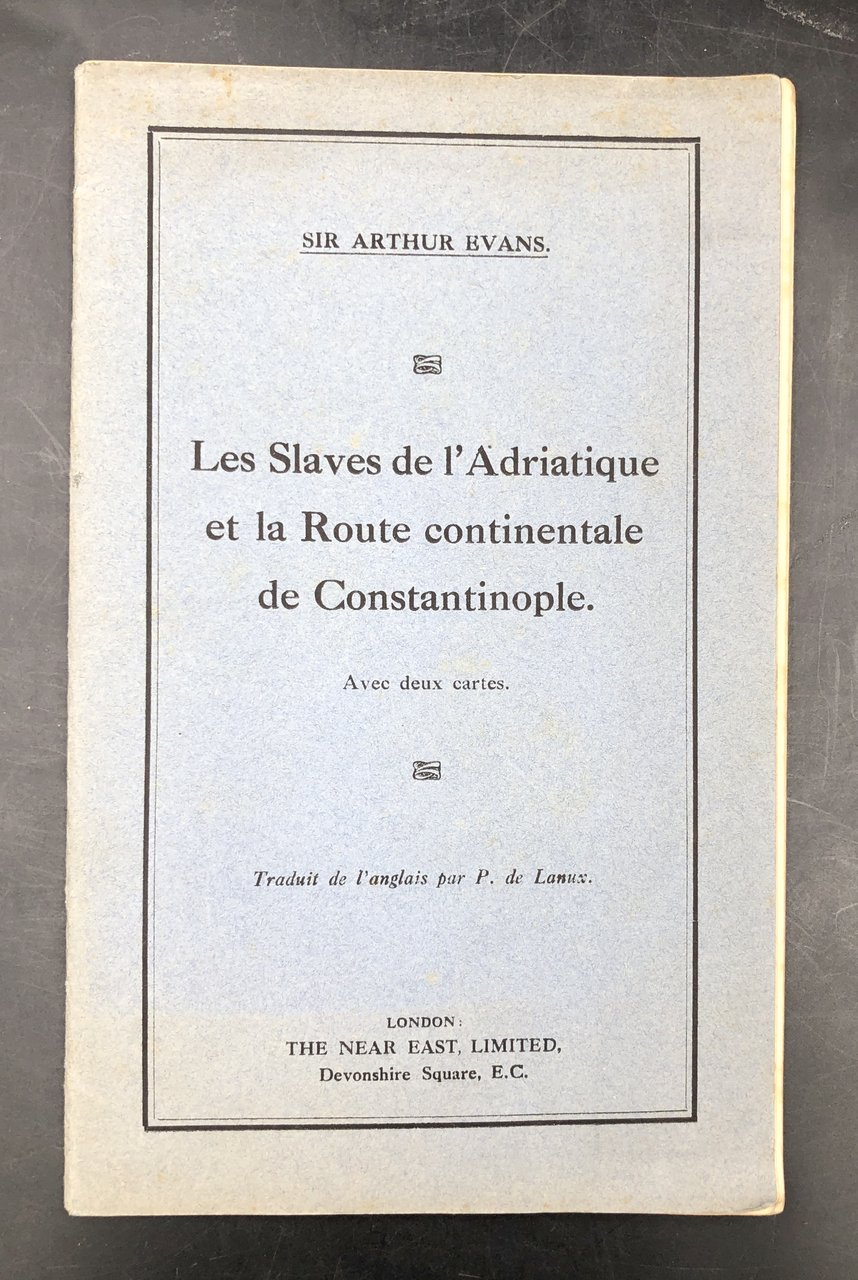 SIR ARTHUR EVANS.
Les Slaves de l'Adriatique
et la Route continentale
de Constantinople.
Avec deux cartes.
Traduit de l'anglais par P. de Lanux.
LONDON:
THE NEAR EAST, LIMITED,
Devonshire Square, E.C.